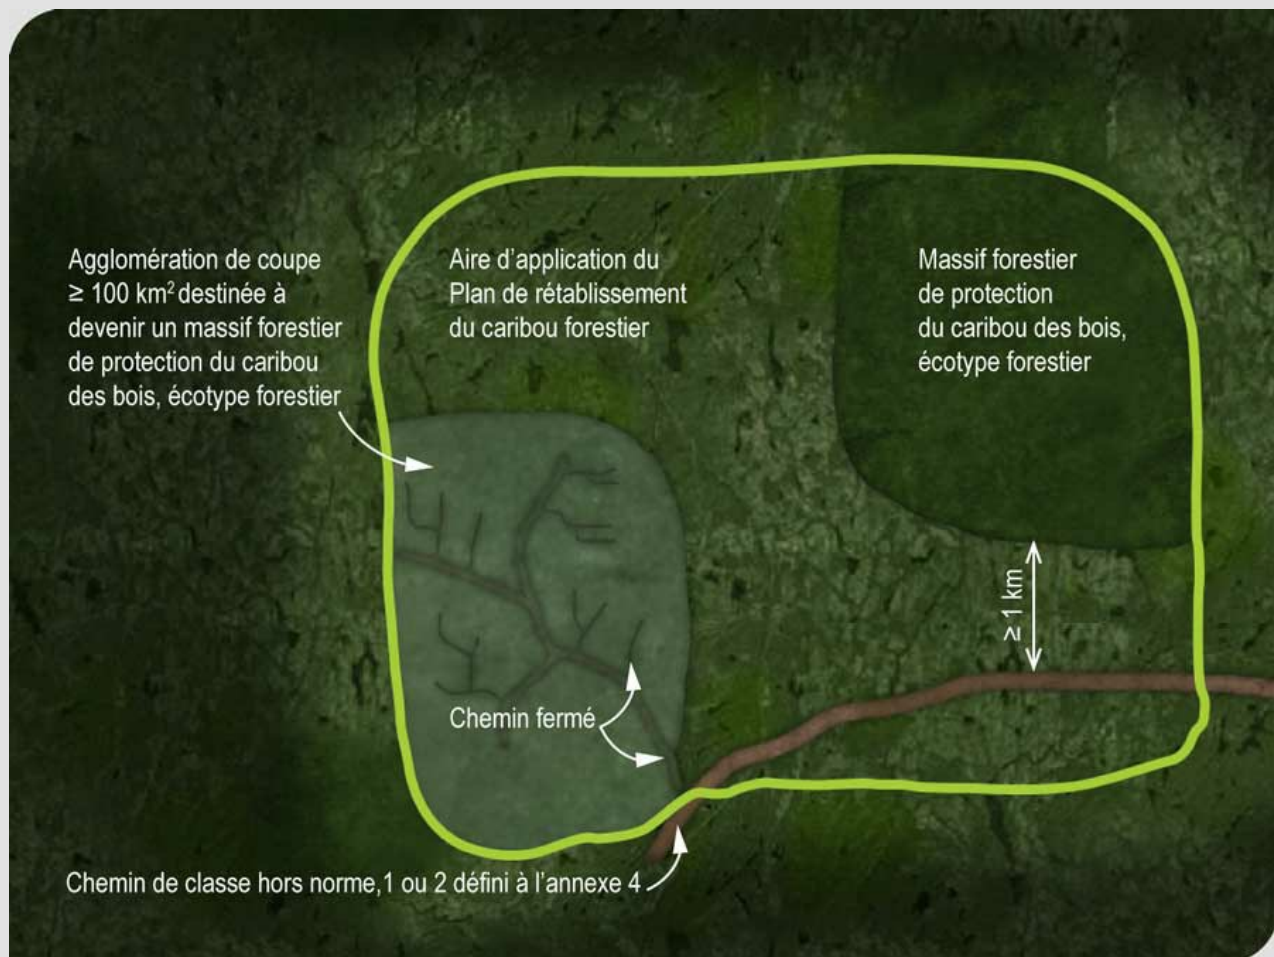 Agglomération de coupe
≥ 100 km² destinée à
devenir un massif forestier
de protection du caribou
des bois, écotype forestier
Aire d'application du
Plan de rétablissement
du caribou forestier
Massif forestier
de protection
du caribou des bois,
écotype forestier
≥ 1 km
Chemin fermé
Chemin de classe hors norme,1 ou 2 défini à l'annexe 4